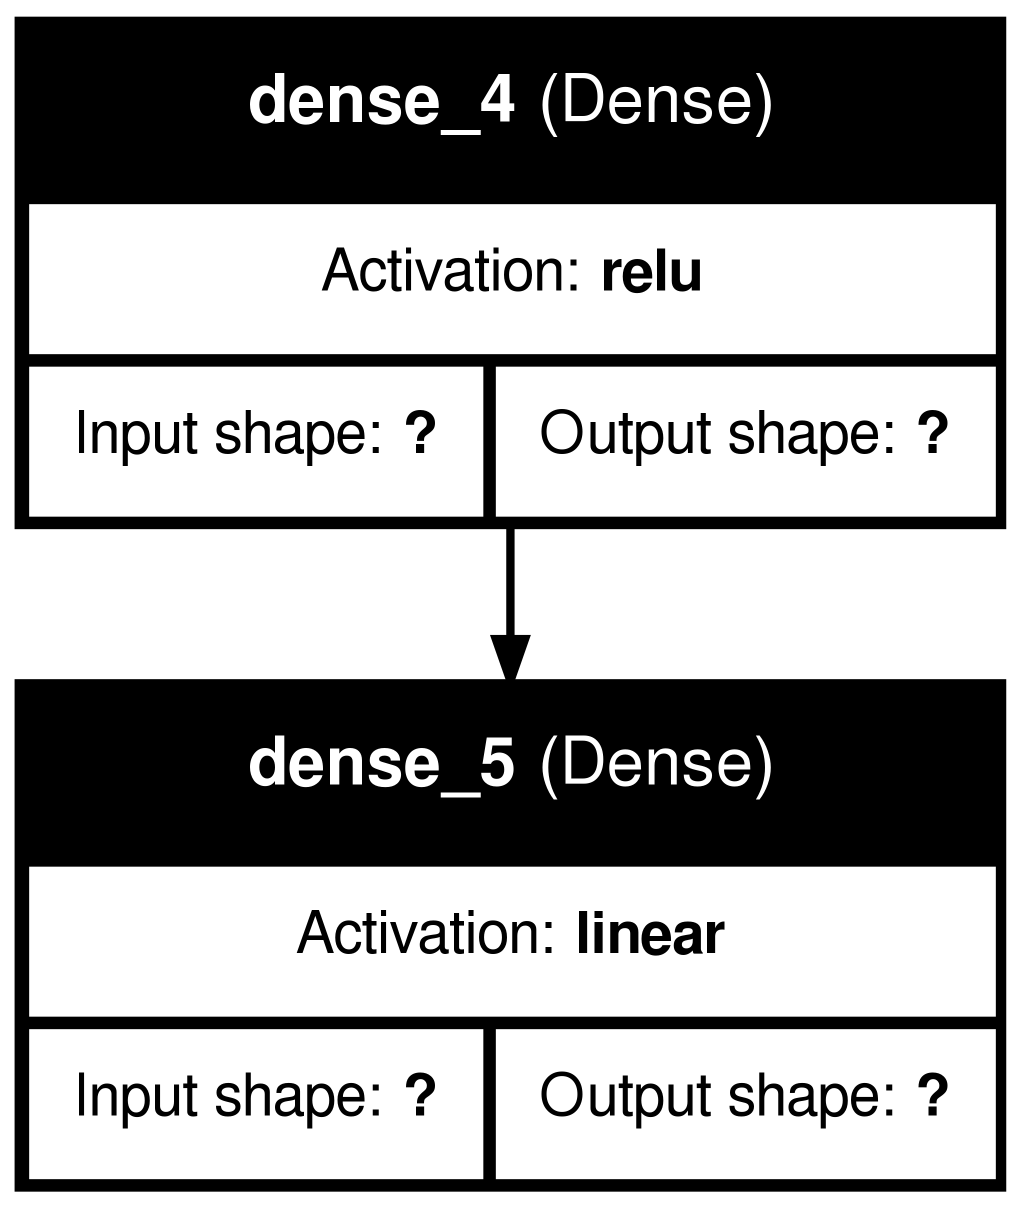 dense_4 (Dense)
Activation: relu
Input shape: ? Output shape: ?
dense_5 (Dense)
Activation: linear
Input shape: ? Output shape: ?